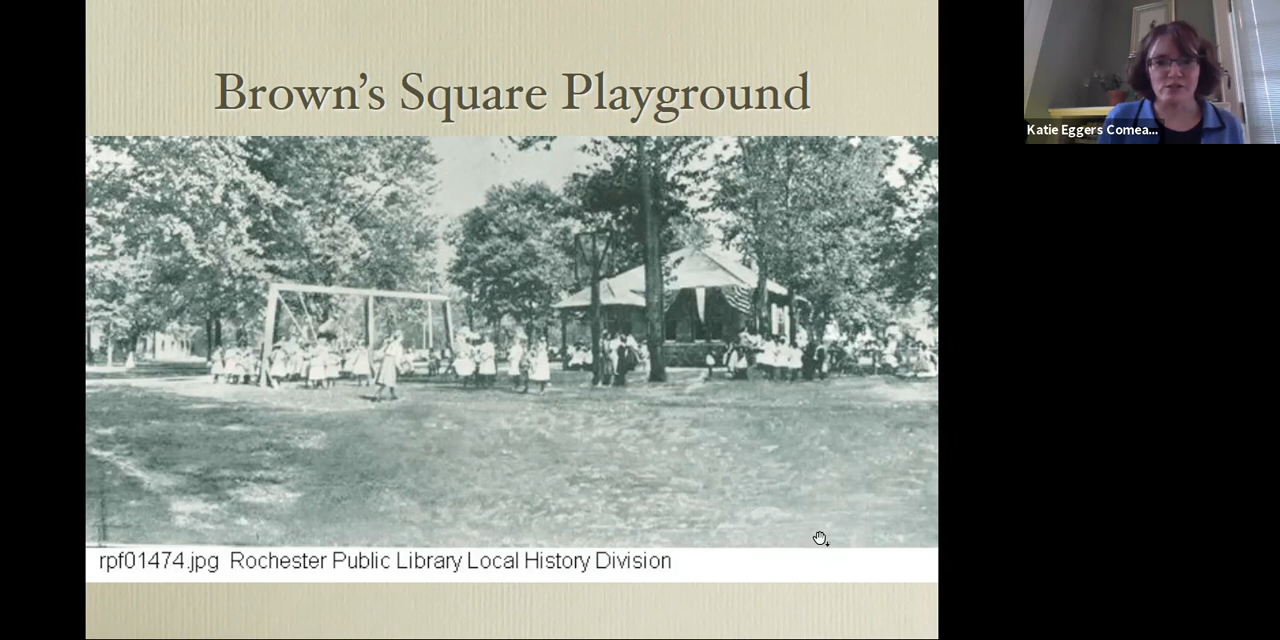 Brown's Square Playground
Katie Eggers Comea...
rpf01474.jpg Rochester Public Library Local History Division